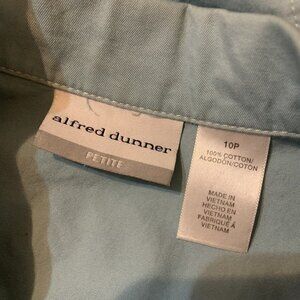 alfred dunner
PETITE
10P
100% COTTON/
ALGODÓN/COTON
MADE IN
VIETNAM
HECHO EN
VIETNAM
FABRIQUÉ À
VIETNAM